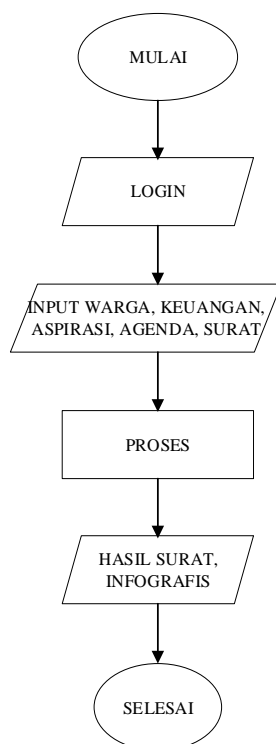 MULAI
LOGIN
INPUT WARGA, KEUANGAN,
ASPIRASI, AGENDA, SURAT
PROSES
HASIL SURAT,
INFOGRAFIS
SELESAI